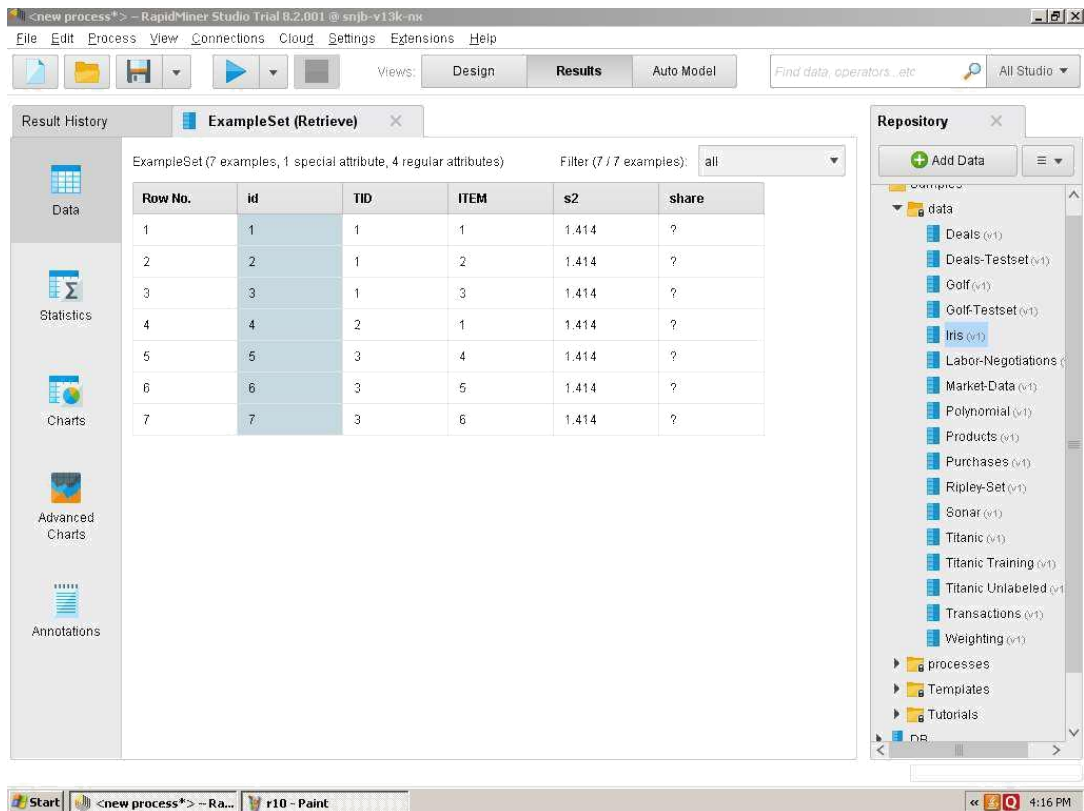 <new process*> – RapidMiner Studio Trial 8.2.001 @ snjb-v13k-nx
File Edit Process View Connections Cloud Settings Extensions Help
Views: Design Results Auto Model Find data, operators...etc All Studio
Result History ExampleSet (Retrieve)
ExampleSet (7 examples, 1 special attribute, 4 regular attributes) Filter (7 / 7 examples): all
Row No. id TID ITEM s2 share
1 1 1 1 1.414 ?
2 2 1 2 1.414 ?
3 3 1 3 1.414 ?
4 4 2 1 1.414 ?
5 5 3 4 1.414 ?
6 6 3 5 1.414 ?
7 7 3 6 1.414 ?
Data
Statistics
Charts
Advanced
Charts
Annotations
Repository
Add Data
Samples
data
Deals (v1)
Deals-Testset (v1)
Golf (v1)
Golf-Testset (v1)
Iris (v1)
Labor-Negotiations (
Market-Data (v1)
Polynomial (v1)
Products (v1)
Purchases (v1)
Ripley-Set (v1)
Sonar (v1)
Titanic (v1)
Titanic Training (v1)
Titanic Unlabeled (v1
Transactions (v1)
Weighting (v1)
processes
Templates
Tutorials
DB
Start <new process*> – Ra... r10 - Paint 4:16 PM